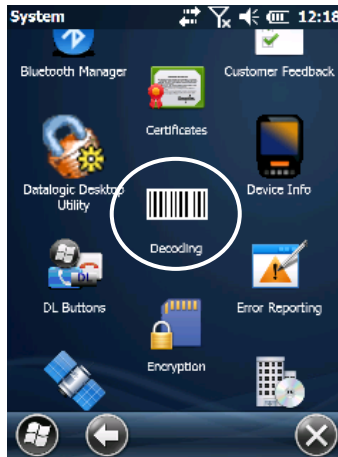 System 12:18
Bluetooth Manager
Customer Feedback
Certificates
Datalogic Desktop
Utility
Device Info
Decoding
DL Buttons
DL
Error Reporting
Encryption